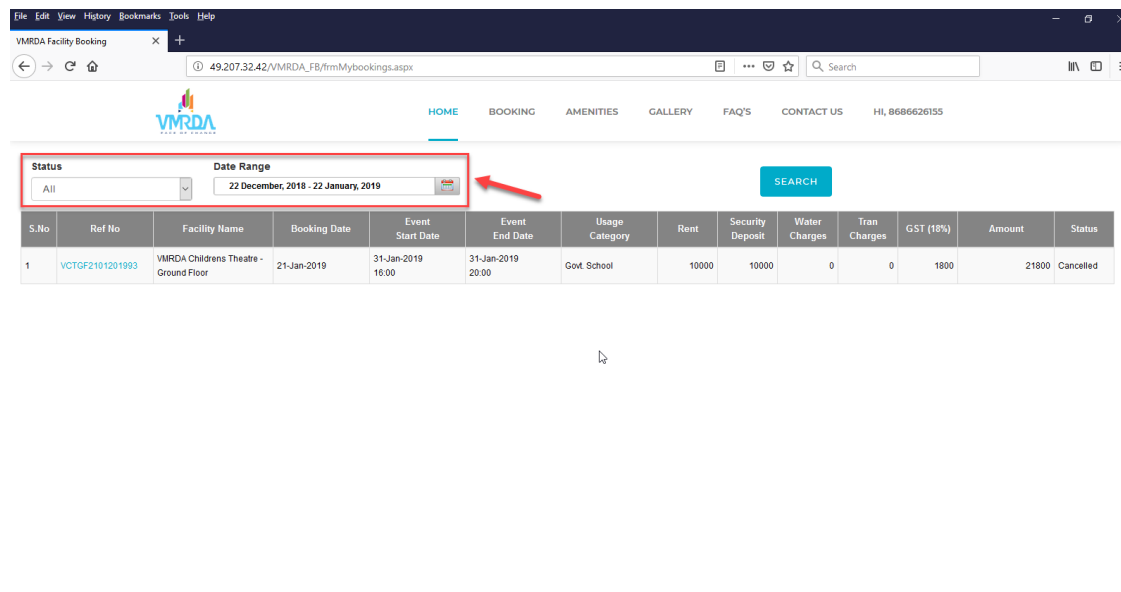 File Edit View History Bookmarks Tools Help
VMRDA Facility Booking
49.207.32.42/VMRDA_FB/frmMybookings.aspx
Search
VMRDA
HOME BOOKING AMENITIES GALLERY FAQ'S CONTACT US HI, 8686626155
Status Date Range
All 22 December, 2018 - 22 January, 2019 SEARCH
S.No Ref No Facility Name Booking Date Event Start Date Event End Date Usage Category Rent Security Deposit Water Charges Tran Charges GST (18%) Amount Status
1 VCTGF2101201993 VMRDA Childrens Theatre - Ground Floor 21-Jan-2019 31-Jan-2019 16:00 31-Jan-2019 20:00 Govt. School 10000 10000 0 0 1800 21800 Cancelled